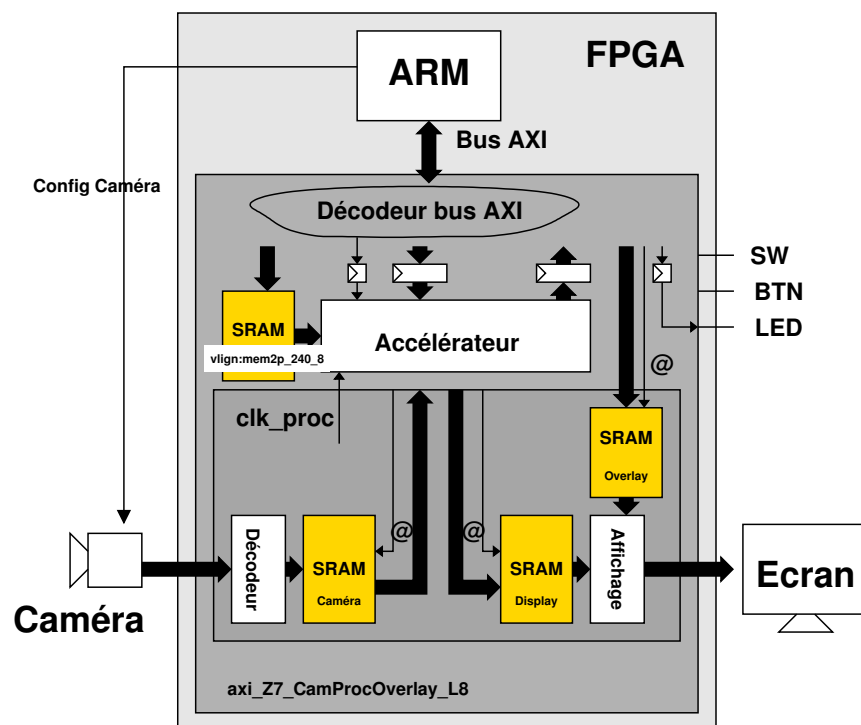 FPGA
ARM
Bus AXI
Config Caméra
Décodeur bus AXI
SW
BTN
LED
SRAM
vlign:mem2p_240_8
Accélérateur
@
clk_proc
SRAM
Overlay
@
@
Décodeur
SRAM
Caméra
SRAM
Display
Affichage
Ecran
Caméra
axi_Z7_CamProcOverlay_L8